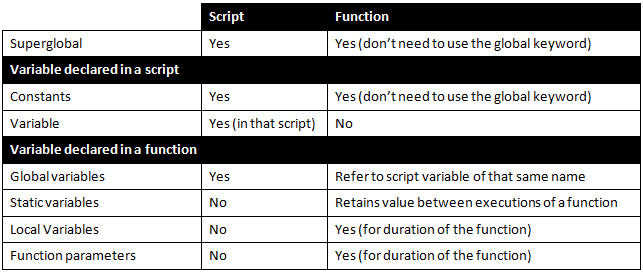 Script Function
Superglobal Yes Yes (don't need to use the global keyword)
Variable declared in a script
Constants Yes Yes (don't need to use the global keyword)
Variable Yes (in that script) No
Variable declared in a function
Global variables Yes Refer to script variable of that same name
Static variables No Retains value between executions of a function
Local Variables No Yes (for duration of the function)
Function parameters No Yes (for duration of the function)